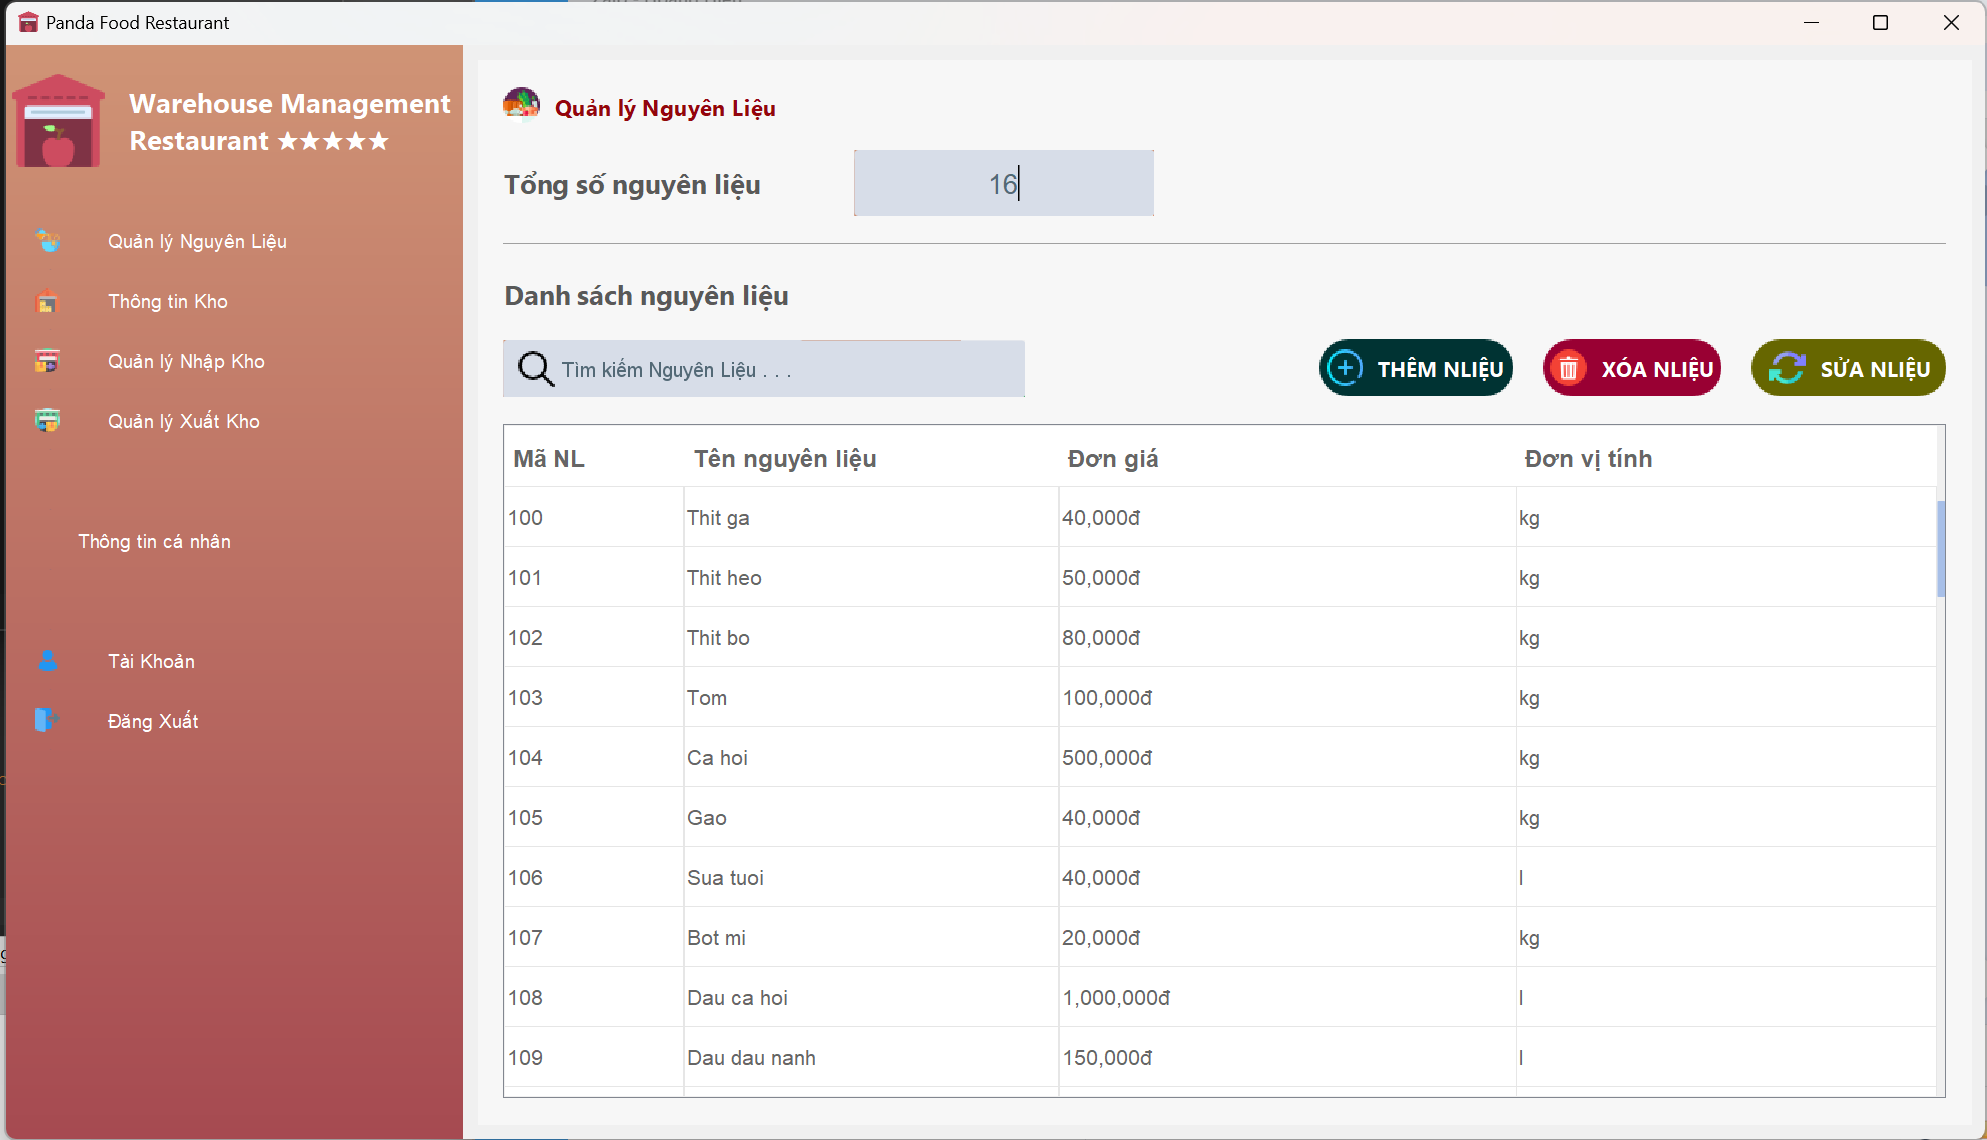 Panda Food Restaurant
Warehouse Management
Restaurant ★★★★★
Quản lý Nguyên Liệu
Thông tin Kho
Quản lý Nhập Kho
Quản lý Xuất Kho
Thông tin cá nhân
Tài Khoản
Đăng Xuất
Quản lý Nguyên Liệu
Tổng số nguyên liệu 16
Danh sách nguyên liệu
Tìm kiếm Nguyên Liệu . . . THÊM NLIỆU XÓA NLIỆU SỬA NLIỆU
Mã NL Tên nguyên liệu Đơn giá Đơn vị tính
100 Thit ga 40,000đ kg
101 Thit heo 50,000đ kg
102 Thit bo 80,000đ kg
103 Tom 100,000đ kg
104 Ca hoi 500,000đ kg
105 Gao 40,000đ kg
106 Sua tuoi 40,000đ l
107 Bot mi 20,000đ kg
108 Dau ca hoi 1,000,000đ l
109 Dau dau nanh 150,000đ l